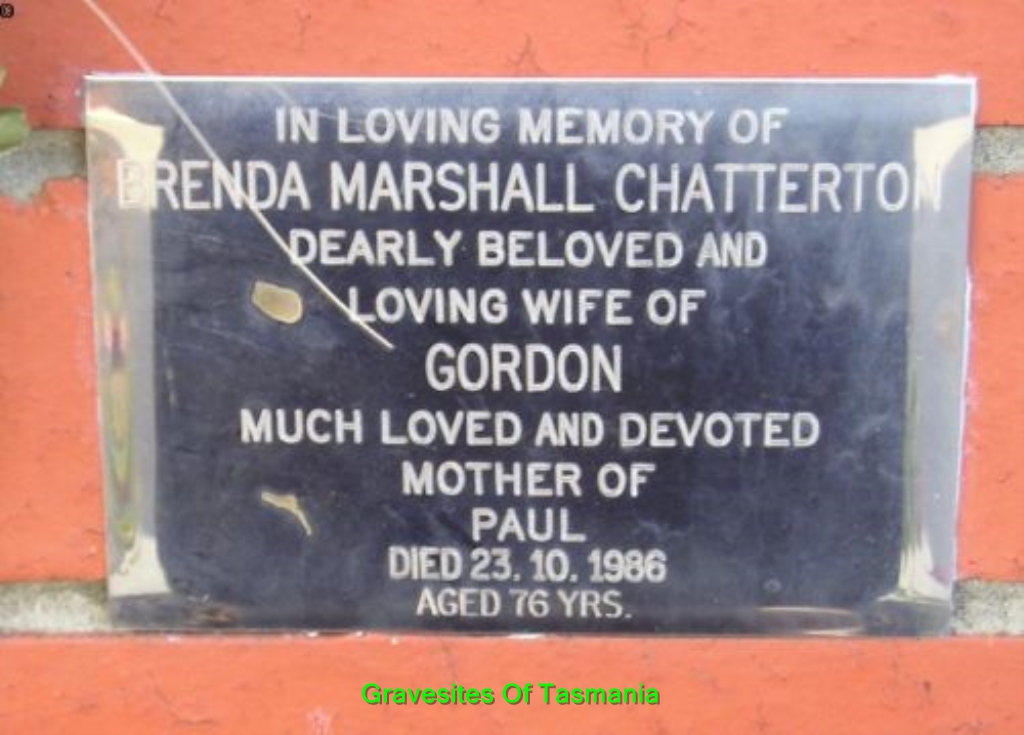 IN LOVING MEMORY OF
BRENDA MARSHALL CHATTERTON
DEARLY BELOVED AND
LOVING WIFE OF
GORDON
MUCH LOVED AND DEVOTED
MOTHER OF
PAUL
DIED 23. 10. 1986
AGED 76 YRS.
Gravesites Of Tasmania